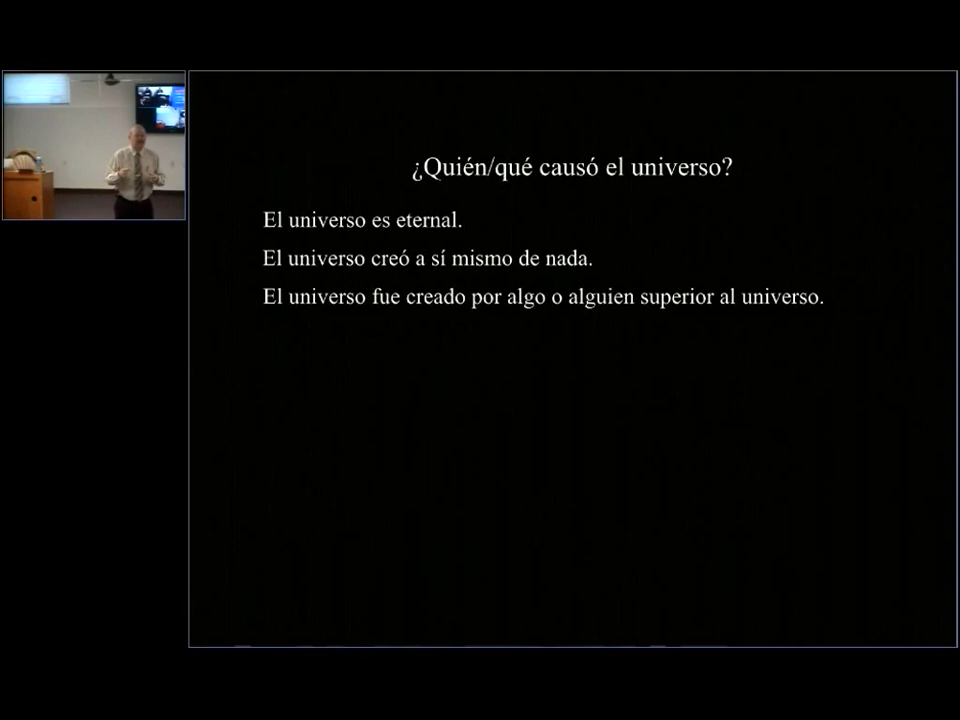 ¿Quién/qué causó el universo?
El universo es eternal.
El universo creó a sí mismo de nada.
El universo fue creado por algo o alguien superior al universo.